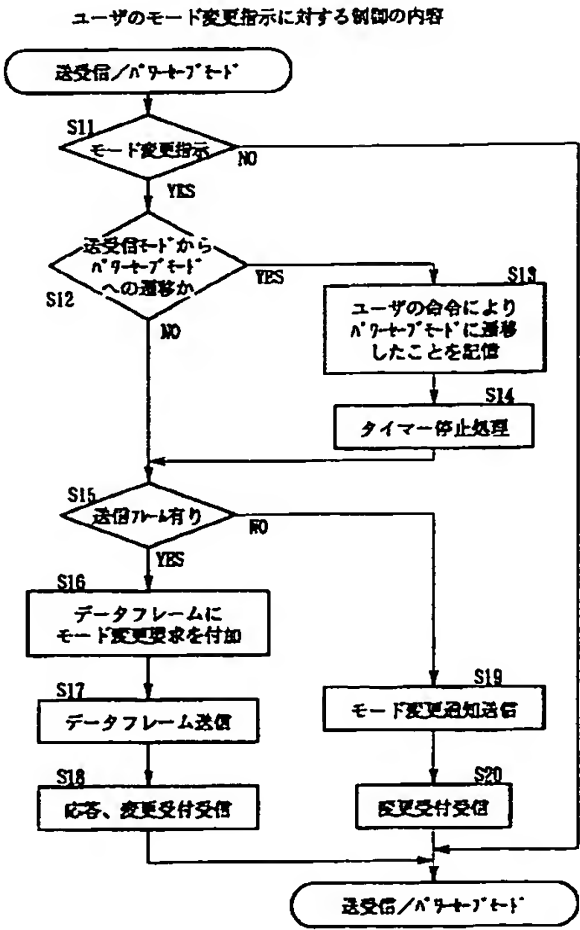 ユーザのモード変更指示に対する制御の内容
送受信／ﾊﾟﾜｰｾｰﾌﾞﾓｰﾄﾞ
S11
モード変更指示
NO
YES
送受信ﾓｰﾄﾞから
ﾊﾟﾜｰｾｰﾌﾞﾓｰﾄﾞ
への遷移か
YES
S12
NO
S13
ユーザの命令により
ﾊﾟﾜｰｾｰﾌﾞﾓｰﾄﾞに遷移
したことを記憶
S14
タイマー停止処理
S15
送信ﾌﾚｰﾑ有り
NO
YES
S16
データフレームに
モード変更要求を付加
S17
データフレーム送信
S18
応答、変更受付受信
S19
モード変更通知送信
S20
変更受付受信
送受信／ﾊﾟﾜｰｾｰﾌﾞﾓｰﾄﾞ